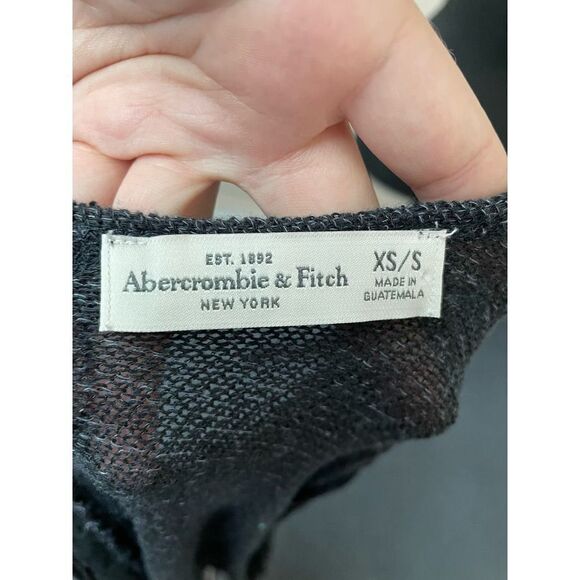 EST. 1892
Abercrombie & Fitch
NEW YORK
XS/S
MADE IN
GUATEMALA